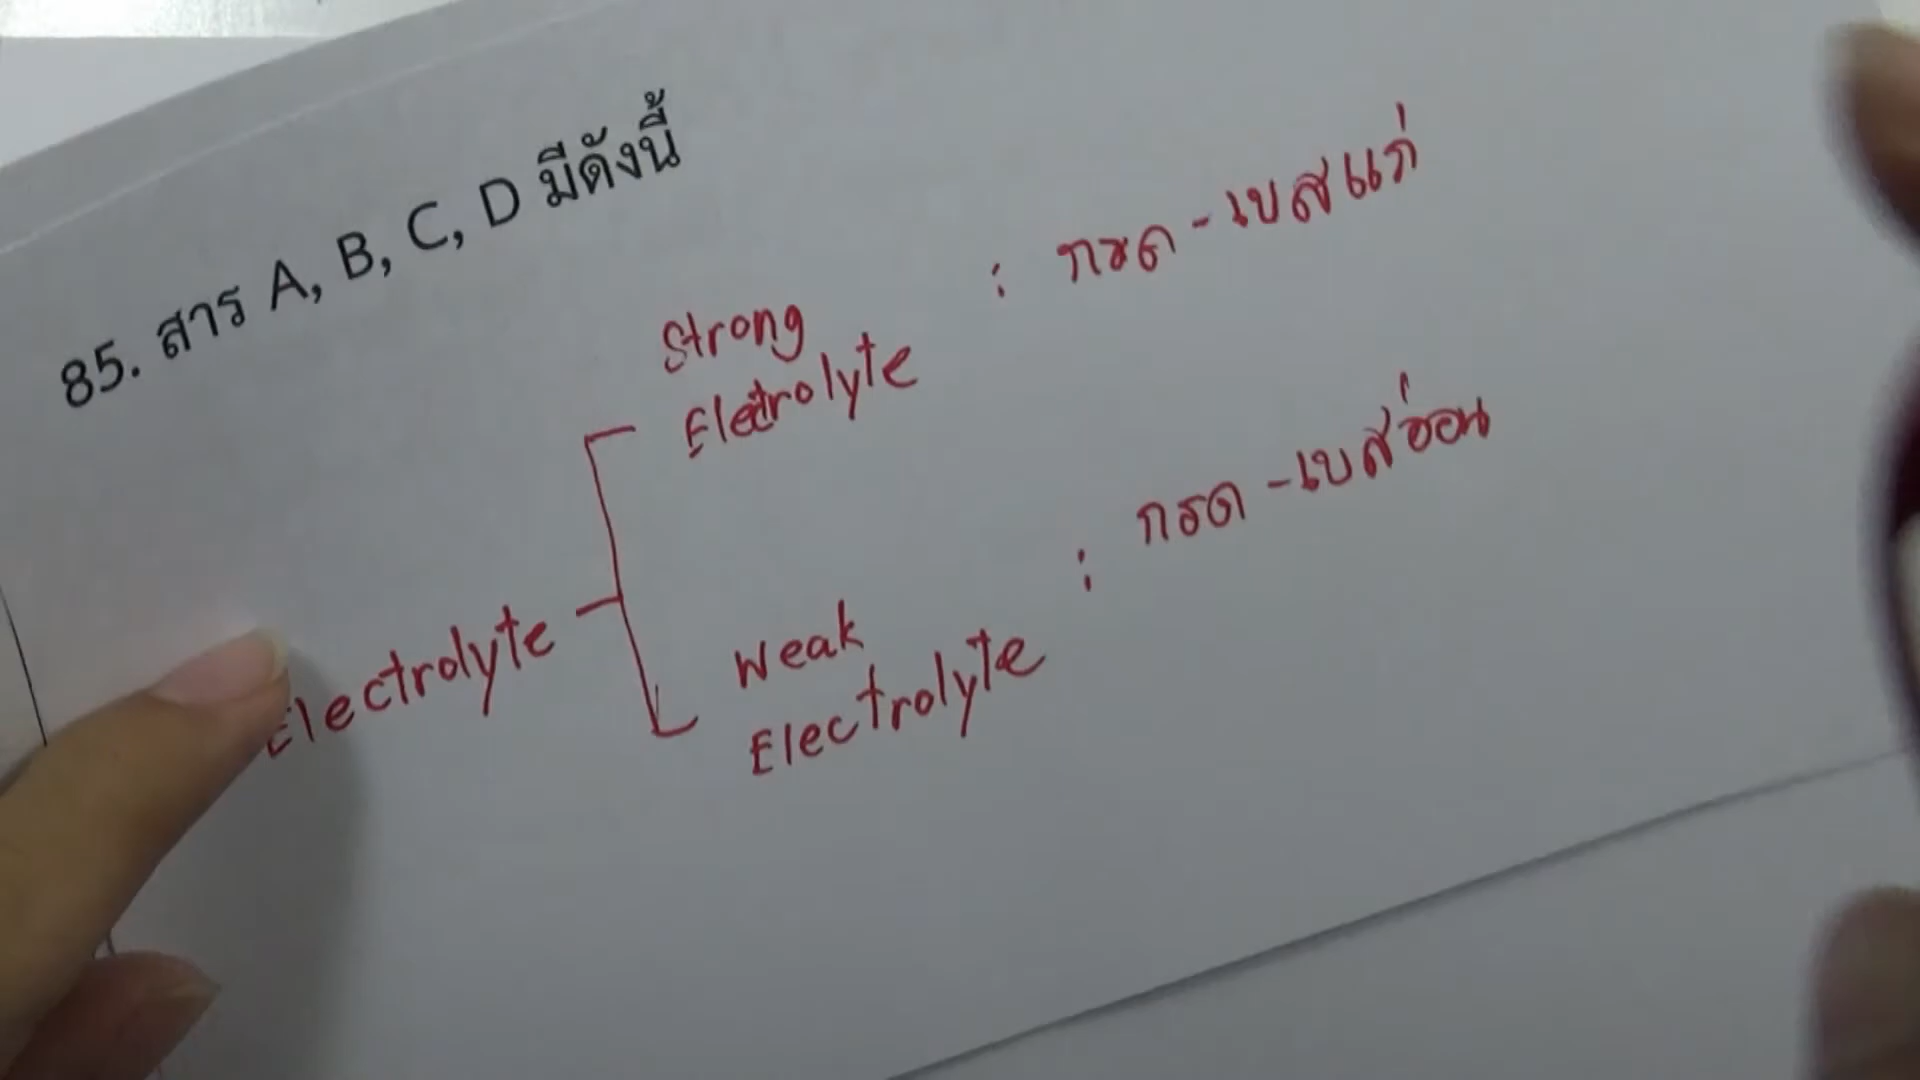 85. สาร A, B, C, D มีดังนี้
Strong
Electrolyte
: กรด - เบสแก่
Electrolyte
Weak
Electrolyte
: กรด - เบสอ่อน